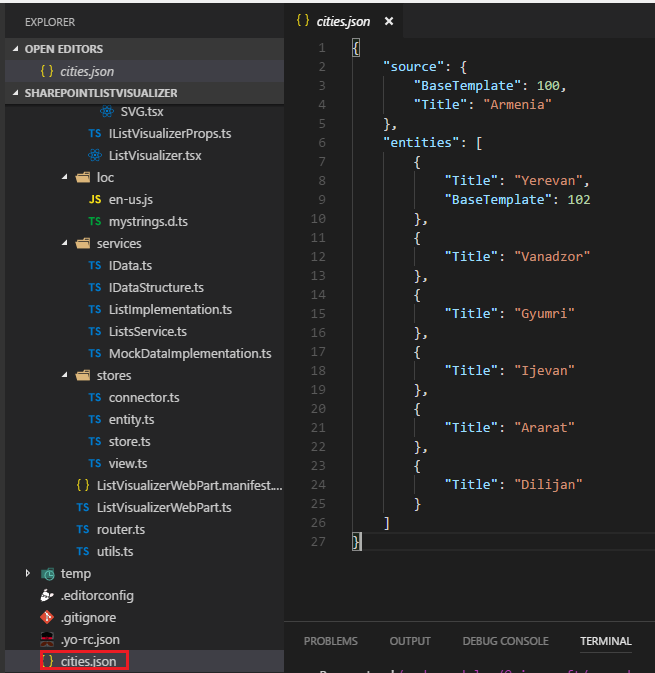 EXPLORER
OPEN EDITORS
{ } cities.json
SHAREPOINTLISTVISUALIZER
SVG.tsx
TS IListVisualizerProps.ts
ListVisualizer.tsx
loc
JS en-us.js
TS mystrings.d.ts
services
TS IData.ts
TS IDataStructure.ts
TS ListImplementation.ts
TS ListsService.ts
TS MockDataImplementation.ts
stores
TS connector.ts
TS entity.ts
TS store.ts
TS view.ts
{ } ListVisualizerWebPart.manifest....
TS ListVisualizerWebPart.ts
TS router.ts
TS utils.ts
temp
.editorconfig
.gitignore
.yo-rc.json
{ } cities.json
{ } cities.json ×
1 {
2 "source": {
3 "BaseTemplate": 100,
4 "Title": "Armenia"
5 },
6 "entities": [
7 {
8 "Title": "Yerevan",
9 "BaseTemplate": 102
10 },
11 {
12 "Title": "Vanadzor"
13 },
14 {
15 "Title": "Gyumri"
16 },
17 {
18 "Title": "Ijevan"
19 },
20 {
21 "Title": "Ararat"
22 },
23 {
24 "Title": "Dilijan"
25 }
26 ]
27 }
PROBLEMS OUTPUT DEBUG CONSOLE TERMINAL